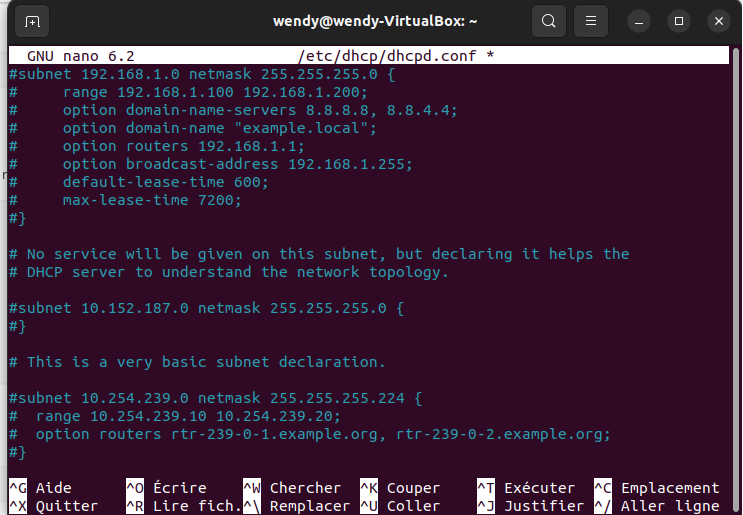 wendy@wendy-VirtualBox: ~
GNU nano 6.2 /etc/dhcp/dhcpd.conf *
#subnet 192.168.1.0 netmask 255.255.255.0 {
#     range 192.168.1.100 192.168.1.200;
#     option domain-name-servers 8.8.8.8, 8.8.4.4;
#     option domain-name "example.local";
#     option routers 192.168.1.1;
#     option broadcast-address 192.168.1.255;
#     default-lease-time 600;
#     max-lease-time 7200;
#}
# No service will be given on this subnet, but declaring it helps the
# DHCP server to understand the network topology.
#subnet 10.152.187.0 netmask 255.255.255.0 {
#}
# This is a very basic subnet declaration.
#subnet 10.254.239.0 netmask 255.255.255.224 {
#  range 10.254.239.10 10.254.239.20;
#  option routers rtr-239-0-1.example.org, rtr-239-0-2.example.org;
#}
^G Aide ^O Écrire ^W Chercher ^K Couper ^T Exécuter ^C Emplacement
^X Quitter ^R Lire fich. ^\ Remplacer ^U Coller ^J Justifier ^/ Aller ligne